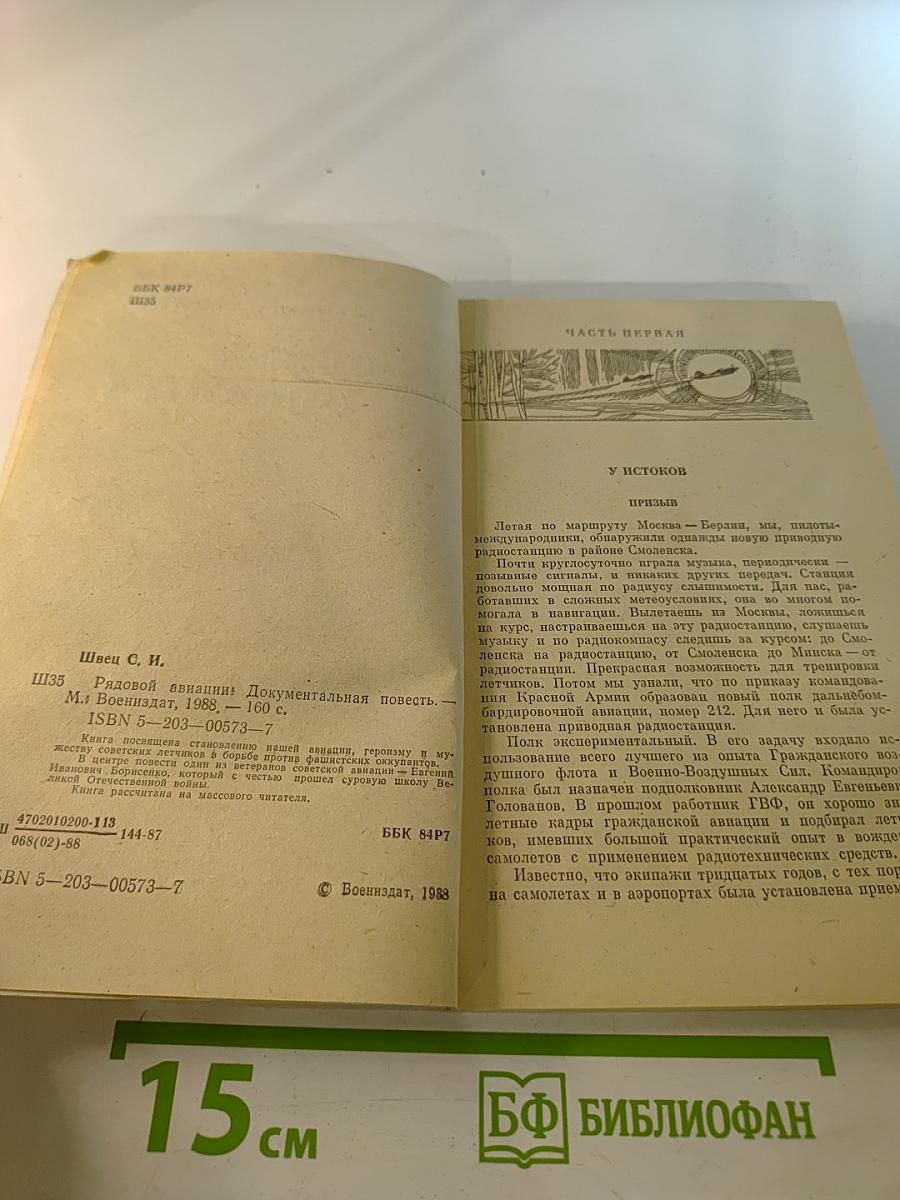 ББК 84Р7
Ш35
Швец С. И.
Ш35 Рядовой авиации: Документальная повесть. —
М.: Воениздат, 1988. — 160 с.
ISBN 5—203—00573—7
Книга посвящена становлению нашей авиации, героизму и му-
жеству советских летчиков в борьбе против фашистских оккупантов.
В центре повести один из ветеранов советской авиации — Евгений
Иванович Борисенко, который с честью прошел суровую школу Ве-
ликой Отечественной войны.
Книга рассчитана на массового читателя.
4702010200-113
068(02)-88
144-87
ББК 84Р7
SBN 5—203—00573—7
© Воениздат, 1988
ЧАСТЬ ПЕРВАЯ
У ИСТОКОВ
ПРИЗЫВ
Летая по маршруту Москва — Берлин, мы, пилоты-
международники, обнаружили однажды новую приводную
радиостанцию в районе Смоленска.
Почти круглосуточно играла музыка, периодически —
позывные сигналы, и никаких других передач. Станция
довольно мощная по радиусу слышимости. Для нас, ра-
ботавших в сложных метеоусловиях, она во многом по-
могала в навигации. Вылетаешь из Москвы, ложишься
на курс, настраиваешься на эту радиостанцию, слушаешь
музыку и по радиокомпасу следишь за курсом: до Смо-
ленска на радиостанцию, от Смоленска до Минска — от
радиостанции. Прекрасная возможность для тренировки
летчиков. Потом мы узнали, что по приказу командова-
ния Красной Армии образован новый полк дальнебом-
бардировочной авиации, номер 212. Для него и была ус-
тановлена приводная радиостанция.
Полк экспериментальный. В его задачу входило ис-
пользование всего лучшего из опыта Гражданского воз-
душного флота и Военно-Воздушных Сил. Командиро
полка был назначен подполковник Александр Евгеньеви
Голованов. В прошлом работник ГВФ, он хорошо зн
летные кадры гражданской авиации и подбирал летч
ков, имевших большой практический опыт в вожде
самолетов с применением радиотехнических средств.
Известно, что экипажи тридцатых годов, с тех пор
на самолетах и в аэропортах была установлена прием
15 см
БФ БИБЛИОФАН